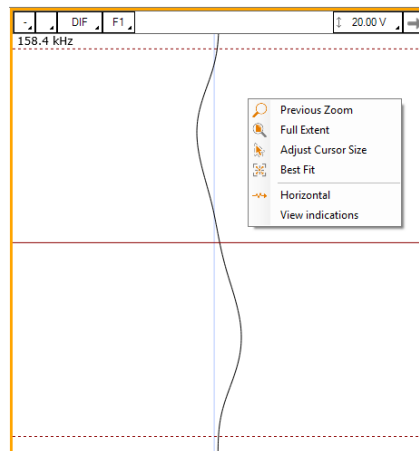 - DIF F1 20.00 V
158.4 kHz
Previous Zoom
Full Extent
Adjust Cursor Size
Best Fit
Horizontal
View indications